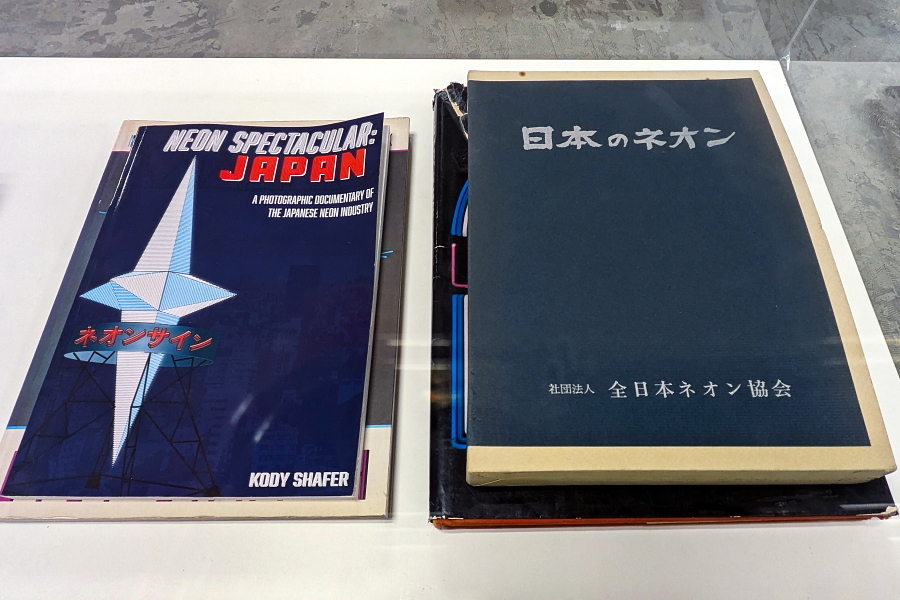 NEON SPECTACULAR:
JAPAN
A PHOTOGRAPHIC DOCUMENTARY OF
THE JAPANESE NEON INDUSTRY
ネオンサイン
KODY SHAFER
日本のネオン
社団法人 全日本ネオン協会